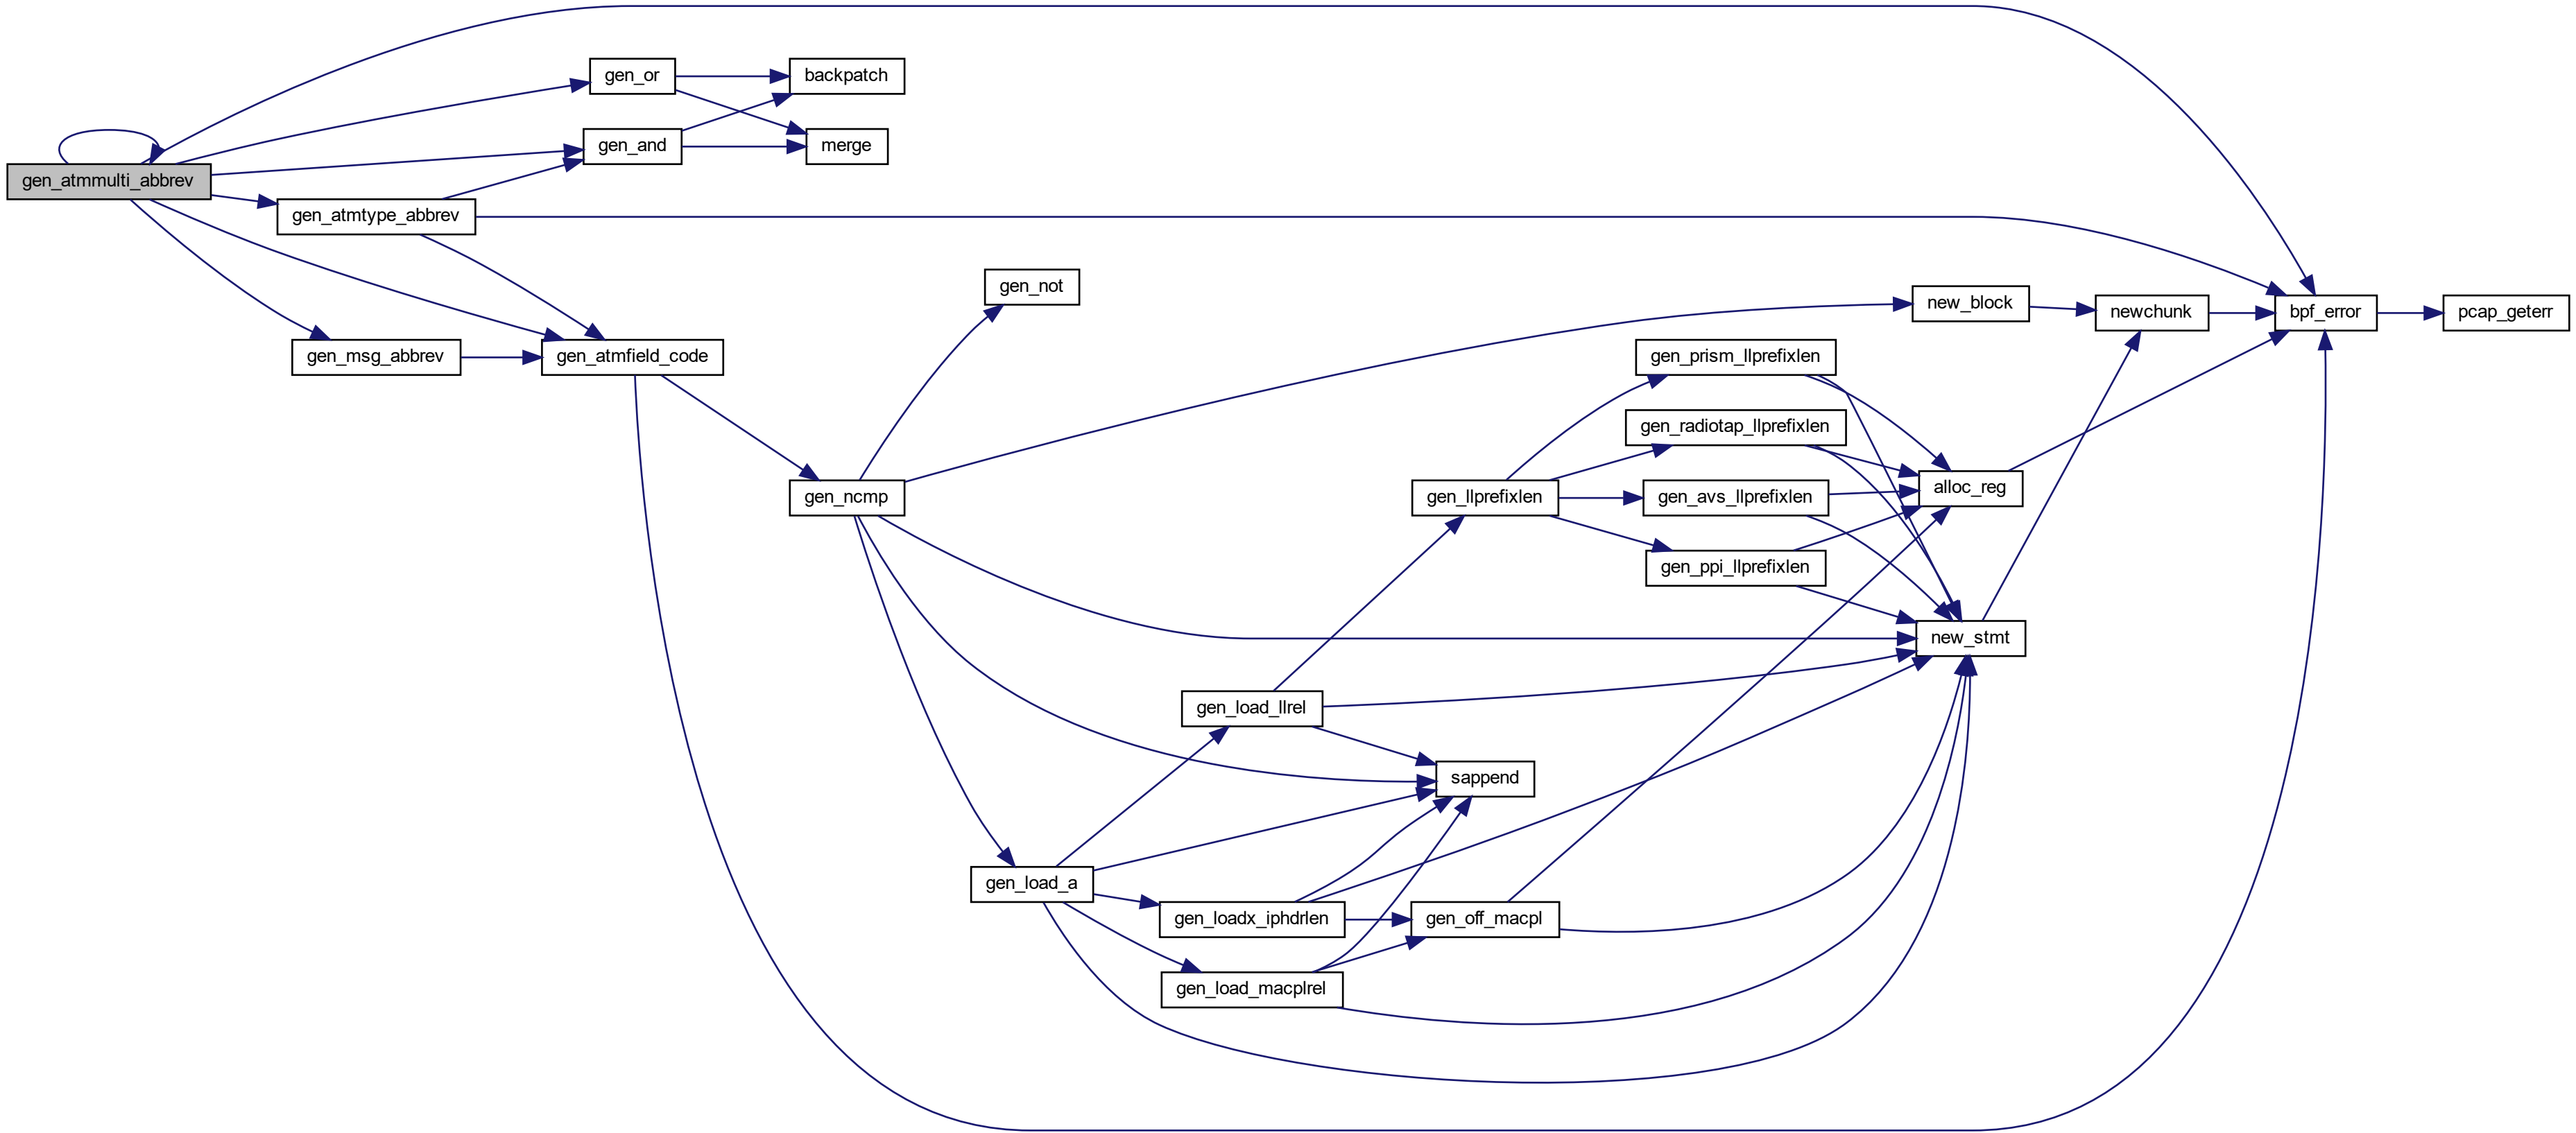 gen_or
backpatch
gen_and
merge
gen_atmmulti_abbrev
gen_atmtype_abbrev
gen_not
new_block
newchunk
bpf_error
pcap_geterr
gen_msg_abbrev
gen_atmfield_code
gen_prism_llprefixlen
gen_radiotap_llprefixlen
gen_ncmp
gen_llprefixlen
gen_avs_llprefixlen
alloc_reg
gen_ppi_llprefixlen
new_stmt
gen_load_llrel
sappend
gen_load_a
gen_loadx_iphdrlen
gen_off_macpl
gen_load_macplrel